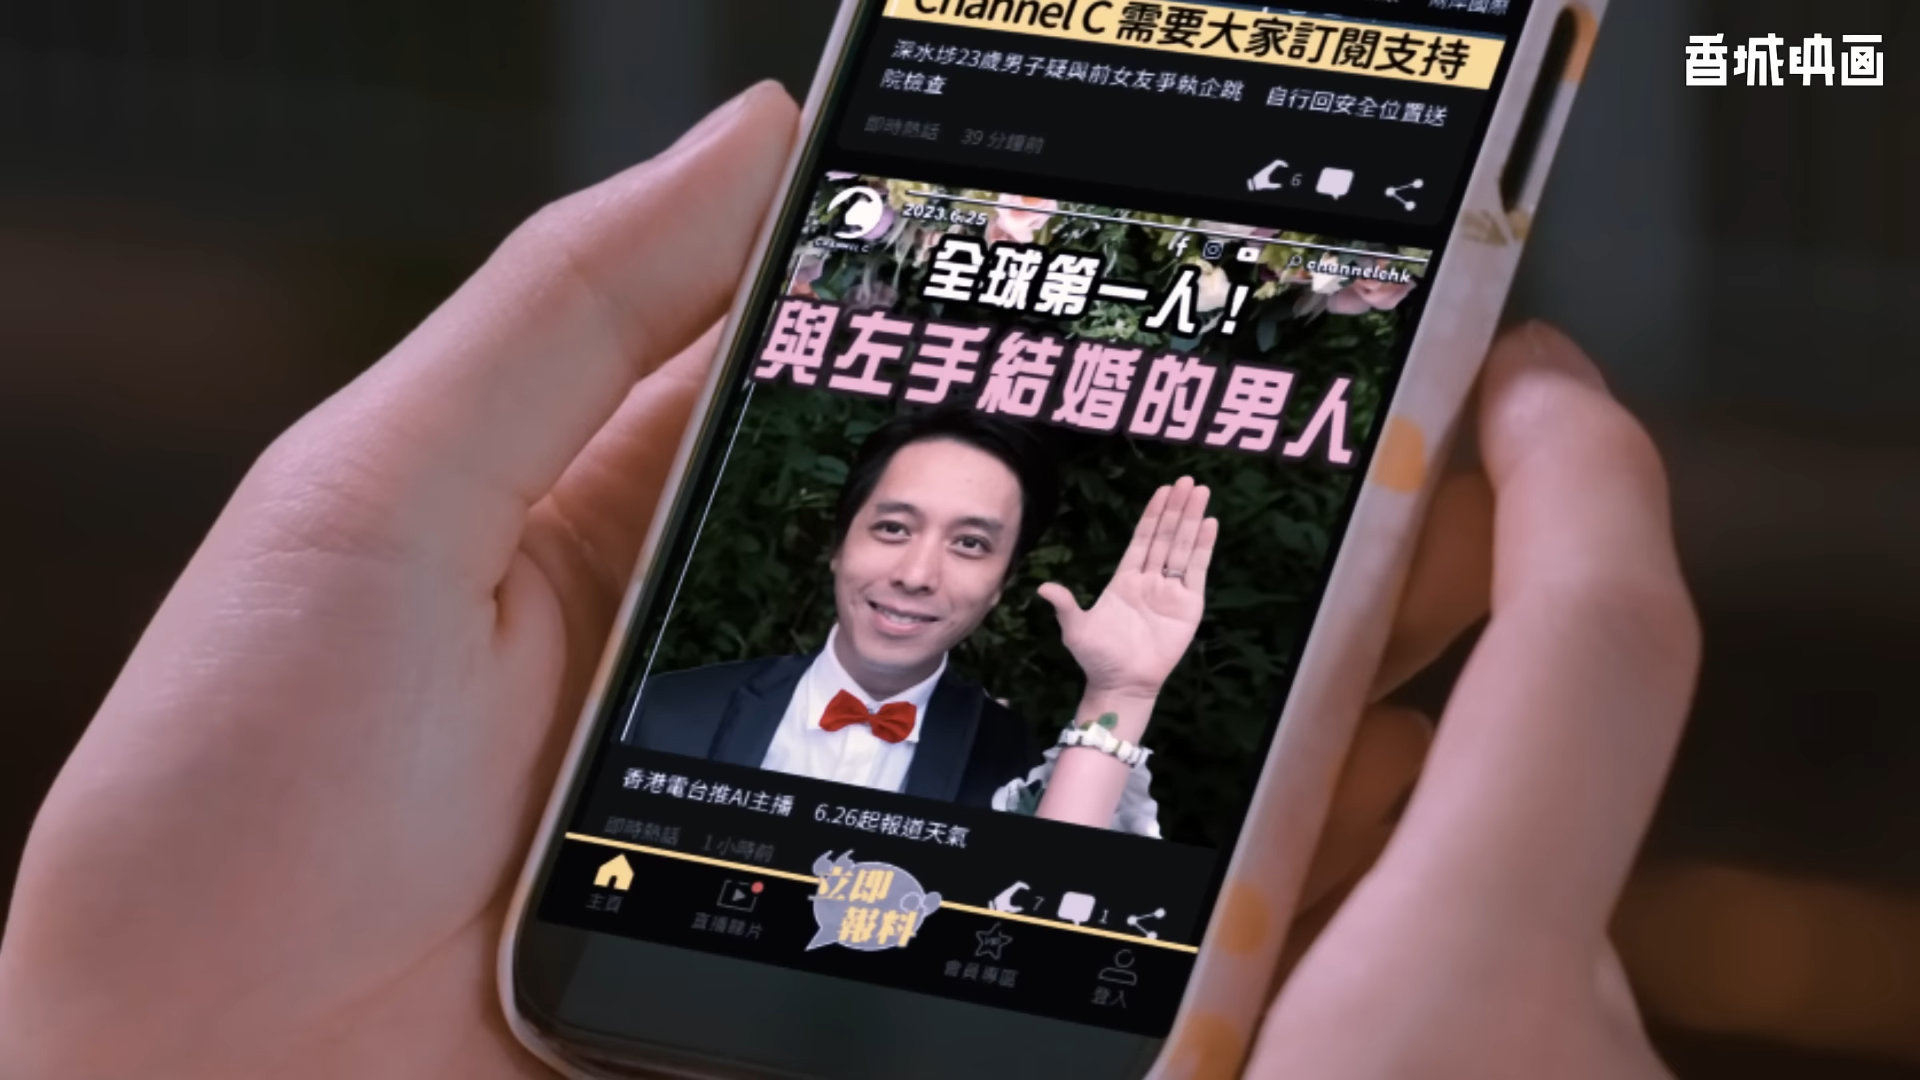 香城映画
兩岸國際
Channel C 需要大家訂閱支持
深水埗23歲男子疑與前女友爭執企跳　自行回安全位置送
院檢查
即時熱話　39 分鐘前
6
CHANNEL C
2023.6.25
channelchk
全球第一人！
與左手結婚的男人
香港電台推AI主播　6.26起報道天氣
即時熱話　1 小時前
7　1
立即
報料
主頁　直播睇片　會員專區　登入